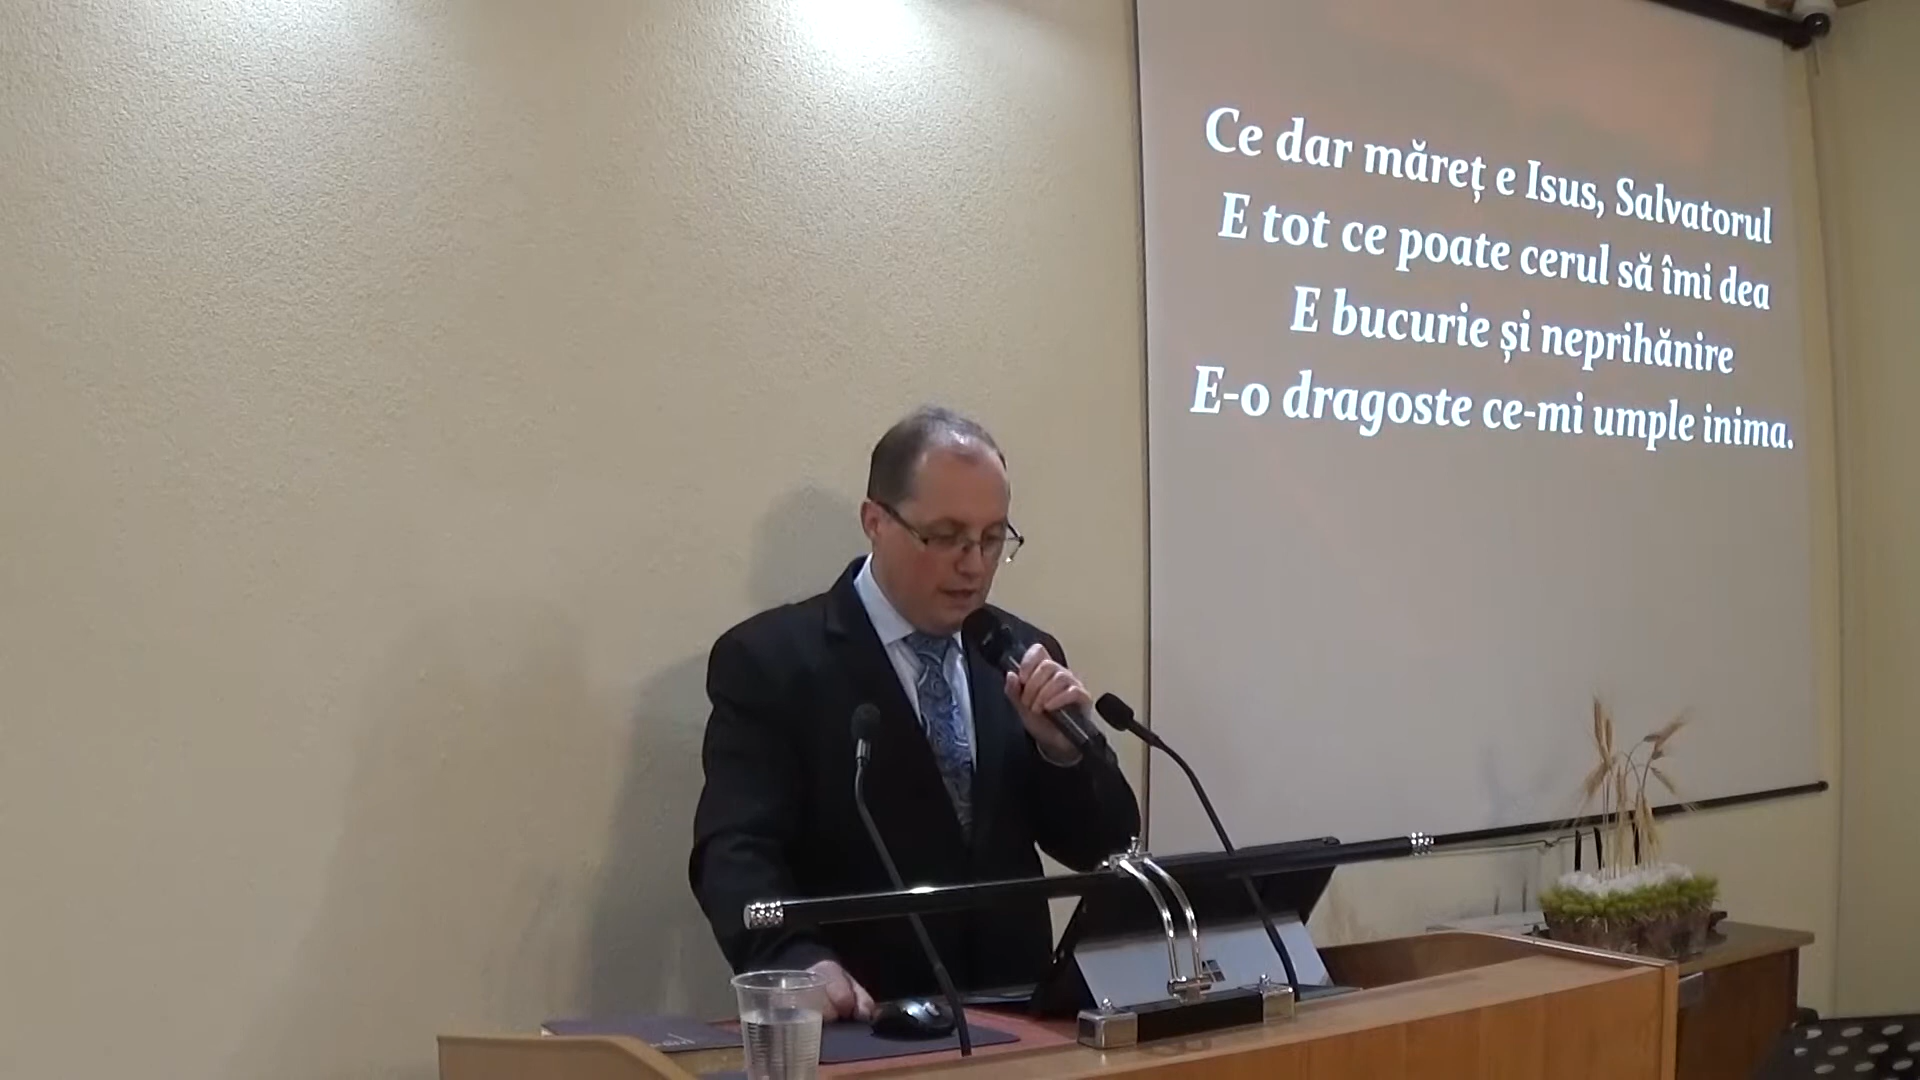 Ce dar măreț e Isus, Salvatorul
E tot ce poate cerul să îmi dea
E bucurie și neprihănire
E-o dragoste ce-mi umple inima.